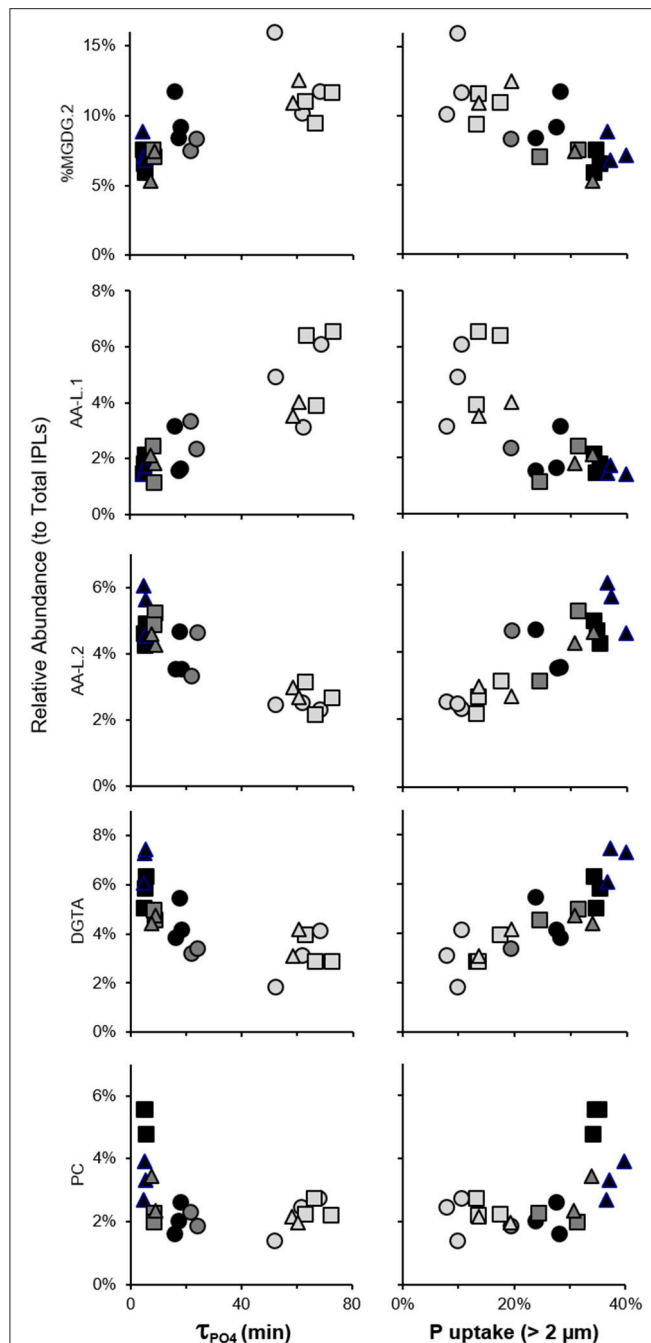 Relative Abundance (to Total IPLs)
%MGDG.2
15%
10%
5%
0%
AA-L.1
8%
6%
4%
2%
0%
AA-L.2
6%
4%
2%
0%
DGTA
8%
6%
4%
2%
0%
PC
6%
4%
2%
0%
0 40 80
0% 20% 40%
τPO4 (min)
P uptake (> 2 µm)